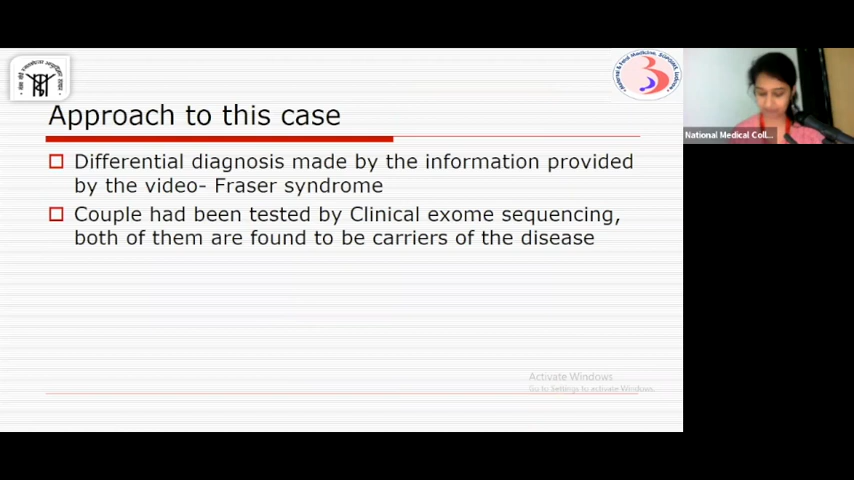 Approach to this case
Differential diagnosis made by the information provided
by the video- Fraser syndrome
Couple had been tested by Clinical exome sequencing,
both of them are found to be carriers of the disease
Activate Windows
Go to Settings to activate Windows.
National Medical Coll...